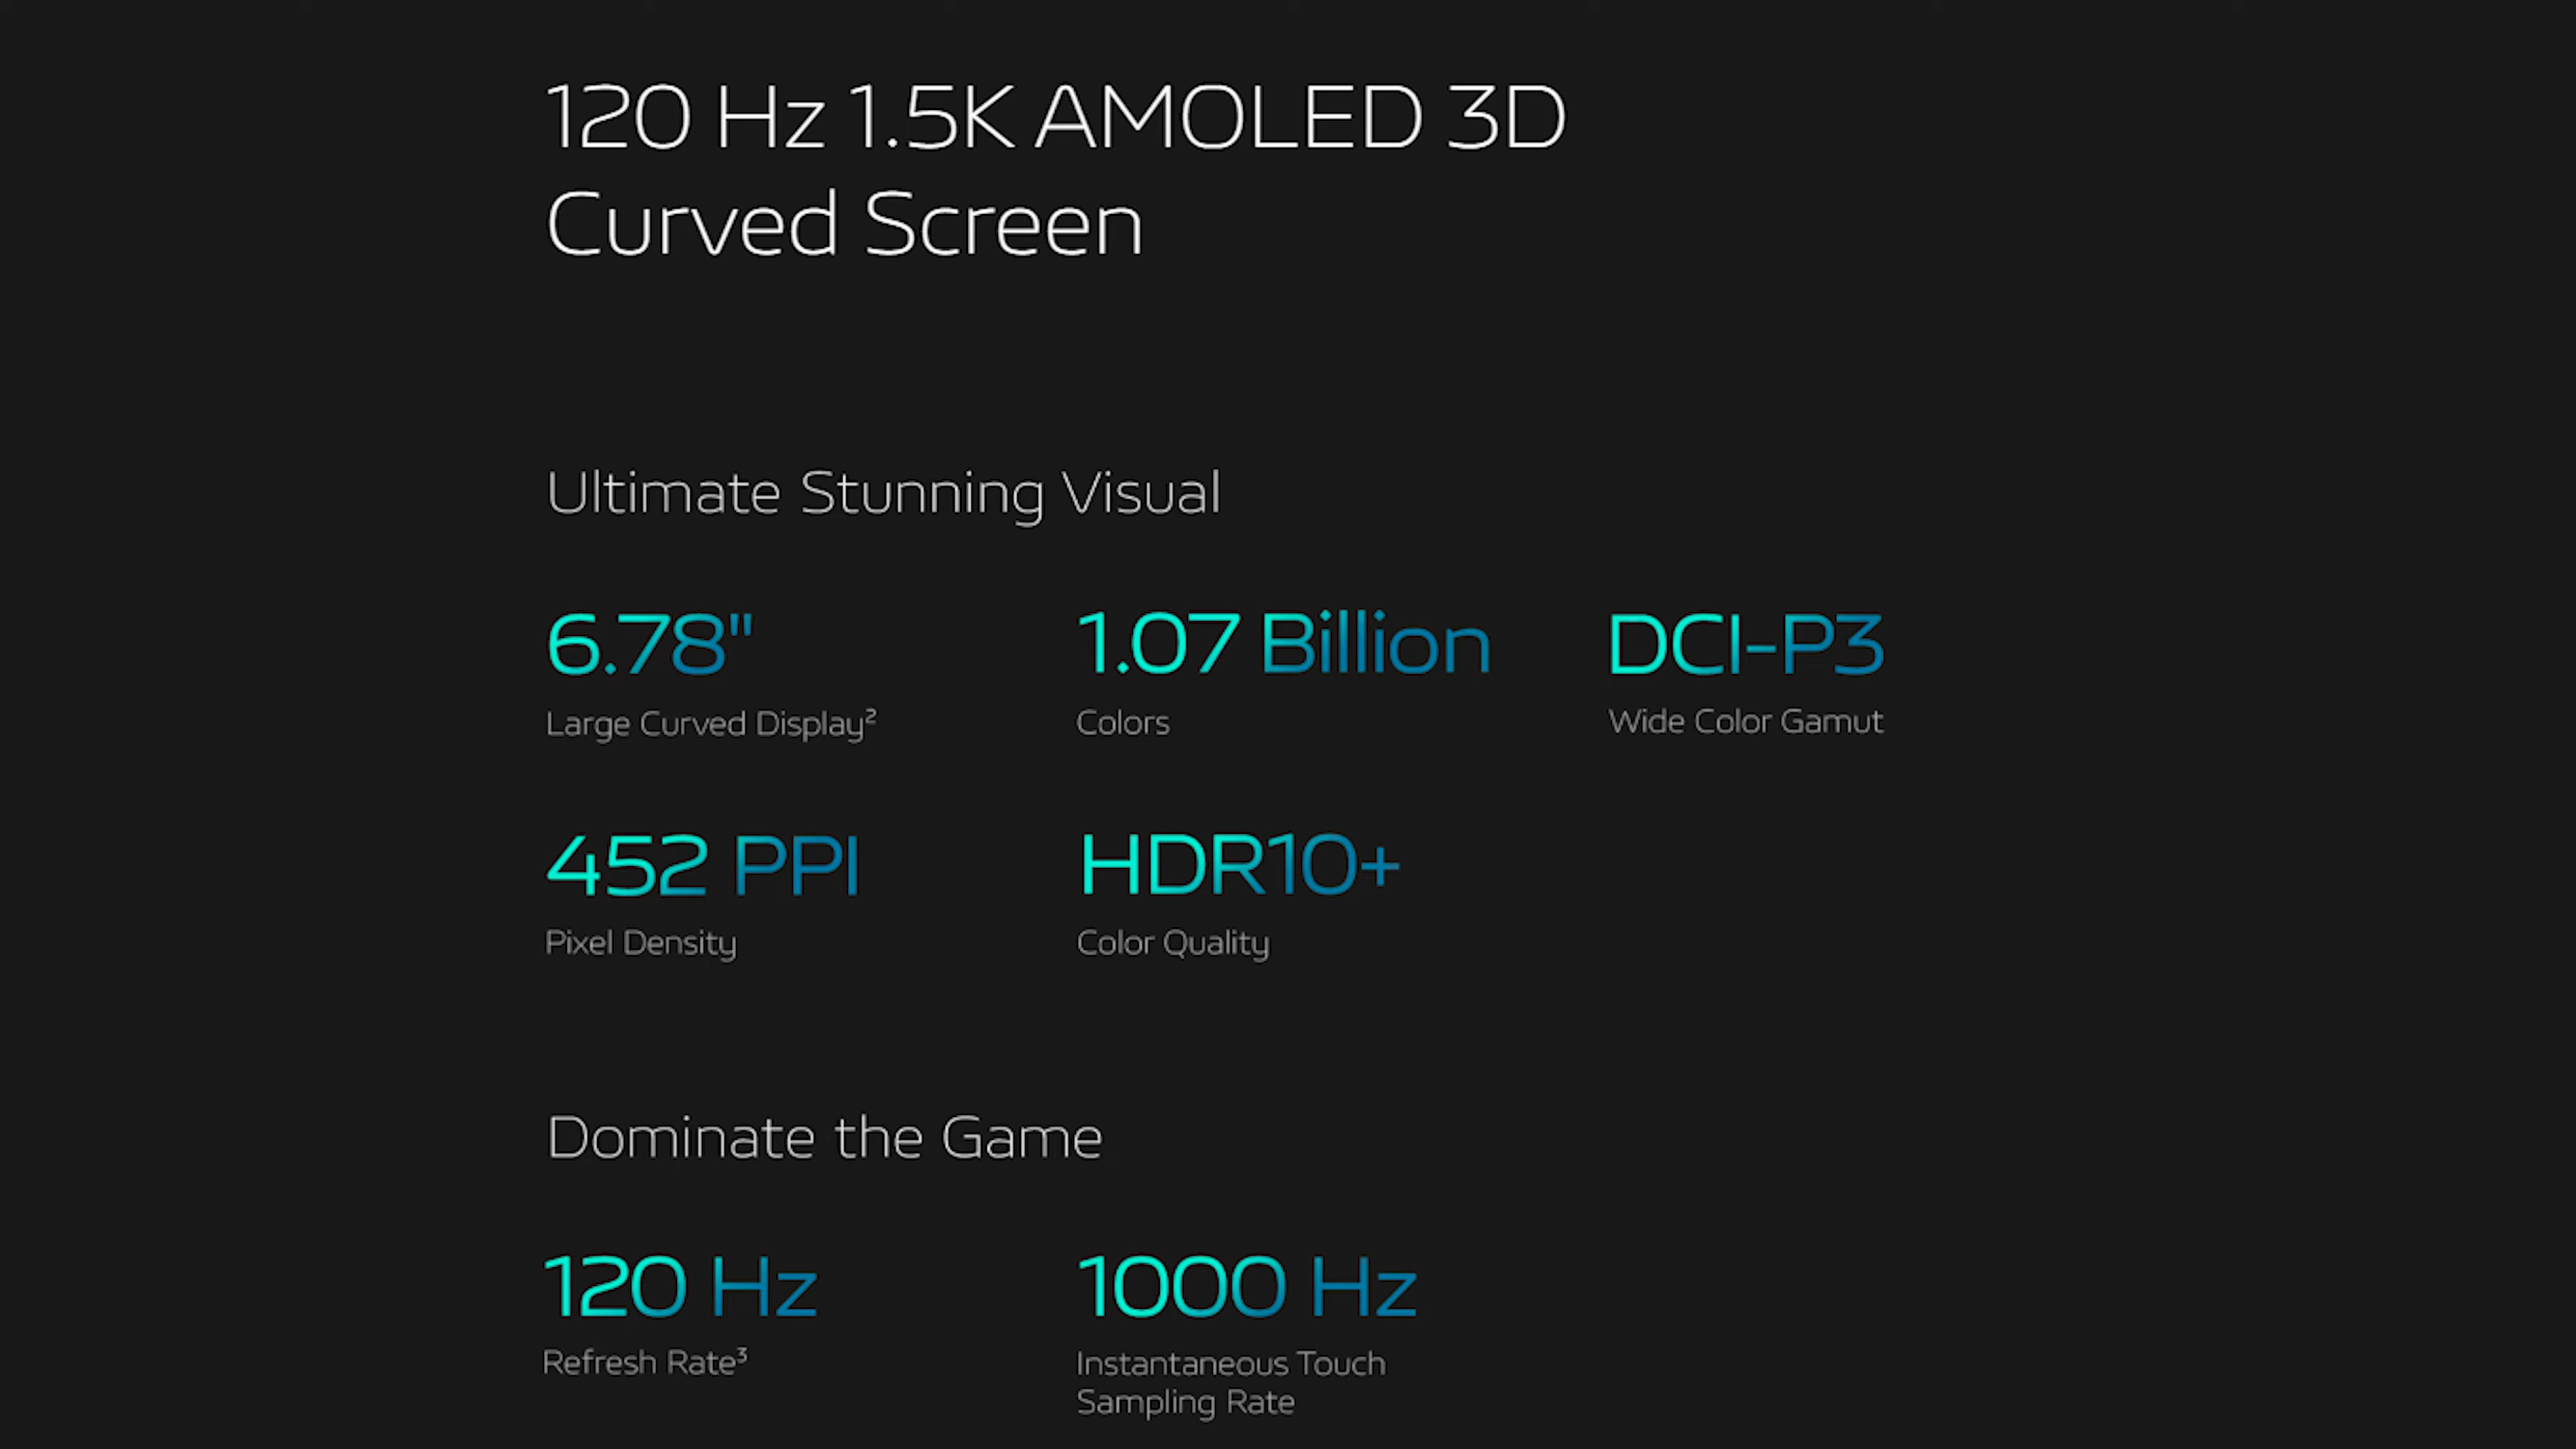 120 Hz 1.5K AMOLED 3D
Curved Screen
Ultimate Stunning Visual
6.78" 1.07 Billion DCI-P3
Large Curved Display² Colors Wide Color Gamut
452 PPI HDR10+
Pixel Density Color Quality
Dominate the Game
120 Hz 1000 Hz
Refresh Rate³ Instantaneous Touch
Sampling Rate